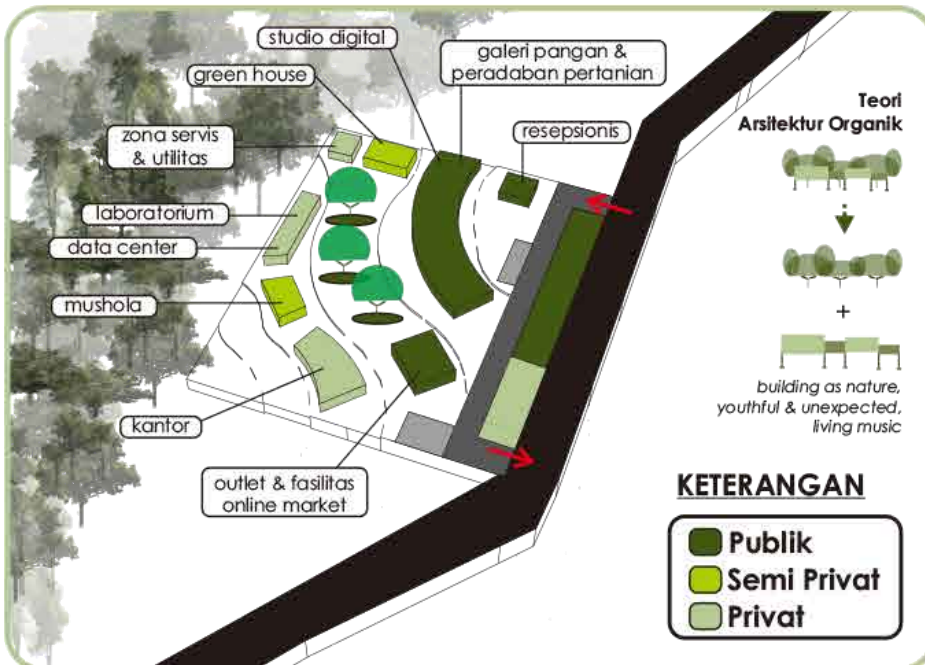 studio digital
galeri pangan &
peradaban pertanian
green house
resepsionis
zona servis
& utilitas
laboratorium
data center
mushola
kantor
outlet & fasilitas
online market
Teori
Arsitektur Organik
+
building as nature,
youthful & unexpected,
living music
KETERANGAN
Publik
Semi Privat
Privat